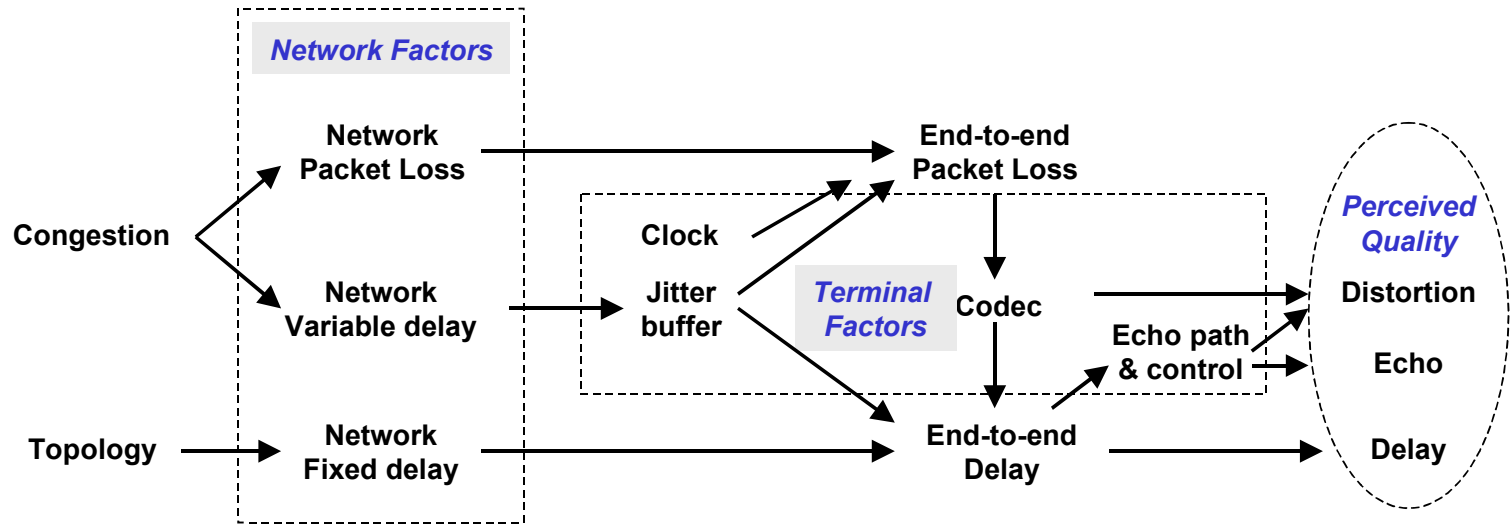 Network Factors
Network
Packet Loss
End-to-end
Packet Loss
Congestion
Clock
Perceived
Quality
Network
Variable delay
Jitter
buffer
Terminal
Factors
Codec
Distortion
Echo path
& control
Echo
Topology
Network
Fixed delay
End-to-end
Delay
Delay